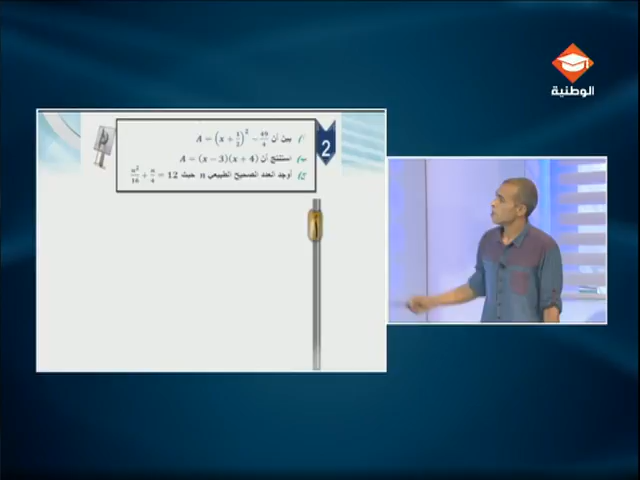 الوطنية
2
أ) بين أن A = (x + 1/2)² − 49/4
ب) استنتج أن A = (x − 3)(x + 4)
ج) أوجد العدد الصحيح الطبيعي n حيث n²/16 + n/4 = 12